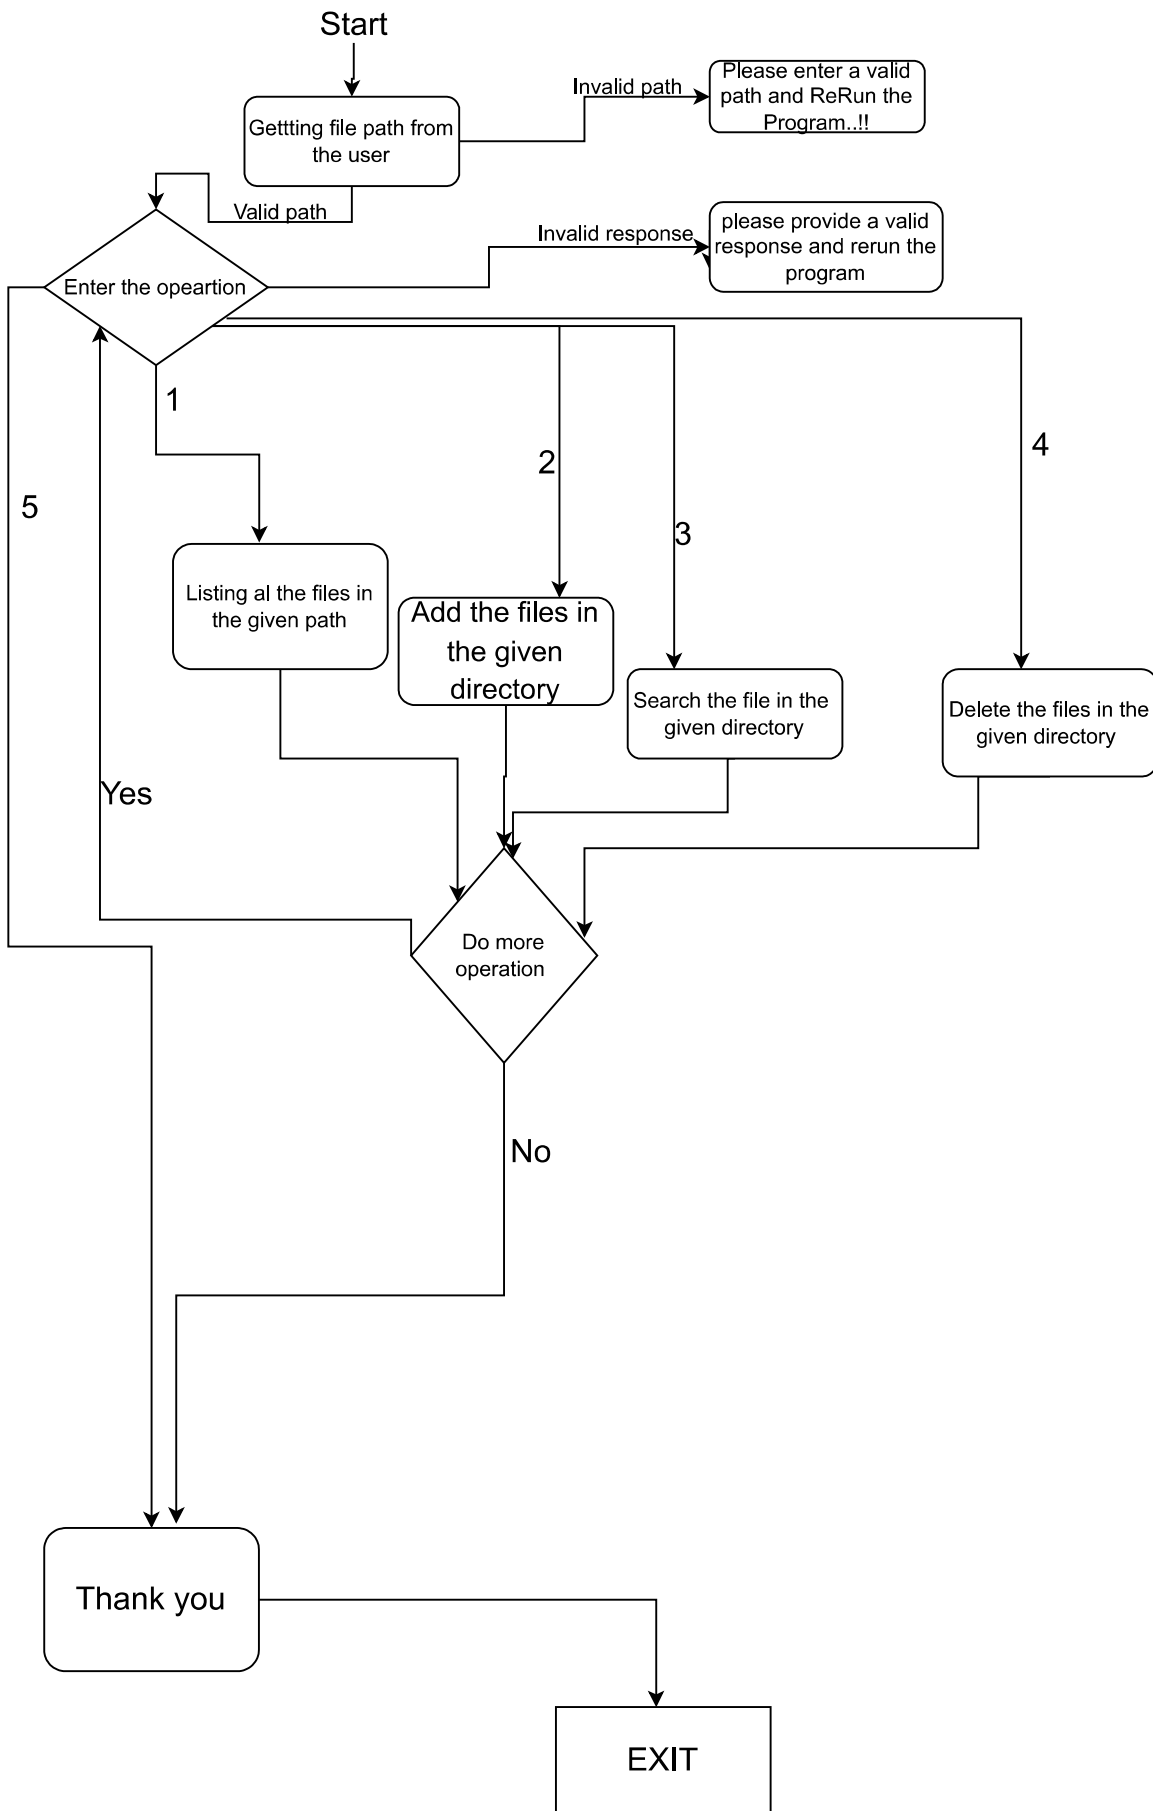 Start
Invalid path
Please enter a valid
path and ReRun the
Program..!!
Gettting file path from
the user
Valid path
Invalid response
please provide a valid
response and rerun the
program
Enter the opeartion
1
2
3
4
5
Listing al the files in
the given path
Add the files in
the given
directory
Search the file in the
given directory
Delete the files in the
given directory
Yes
Do more
operation
No
Thank you
EXIT